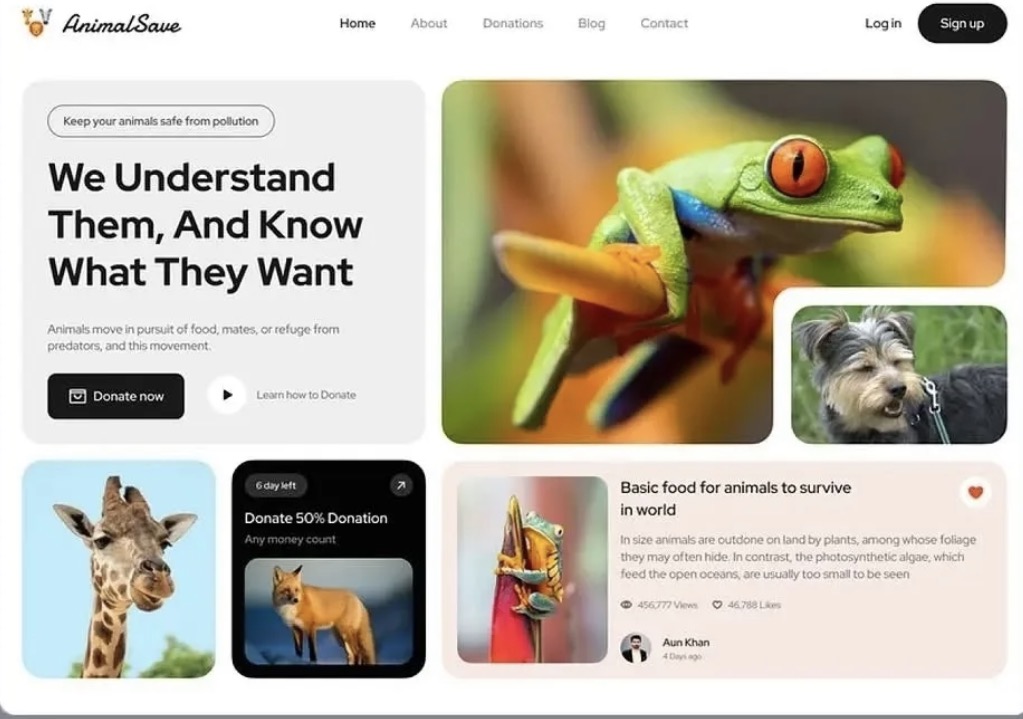 AnimalSave
Home
About
Donations
Blog
Contact
Log in
Sign up
Keep your animals safe from pollution
We Understand
Them, And Know
What They Want
Animals move in pursuit of food, mates, or refuge from
predators, and this movement.
Donate now
Learn how to Donate
6 day left
Donate 50% Donation
Any money count
Basic food for animals to survive
in world
In size animals are outdone on land by plants, among whose foliage
they may often hide. In contrast, the photosynthetic algae, which
feed the open oceans, are usually too small to be seen
456,777 Views
46,788 Likes
Aun Khan
4 Days ago